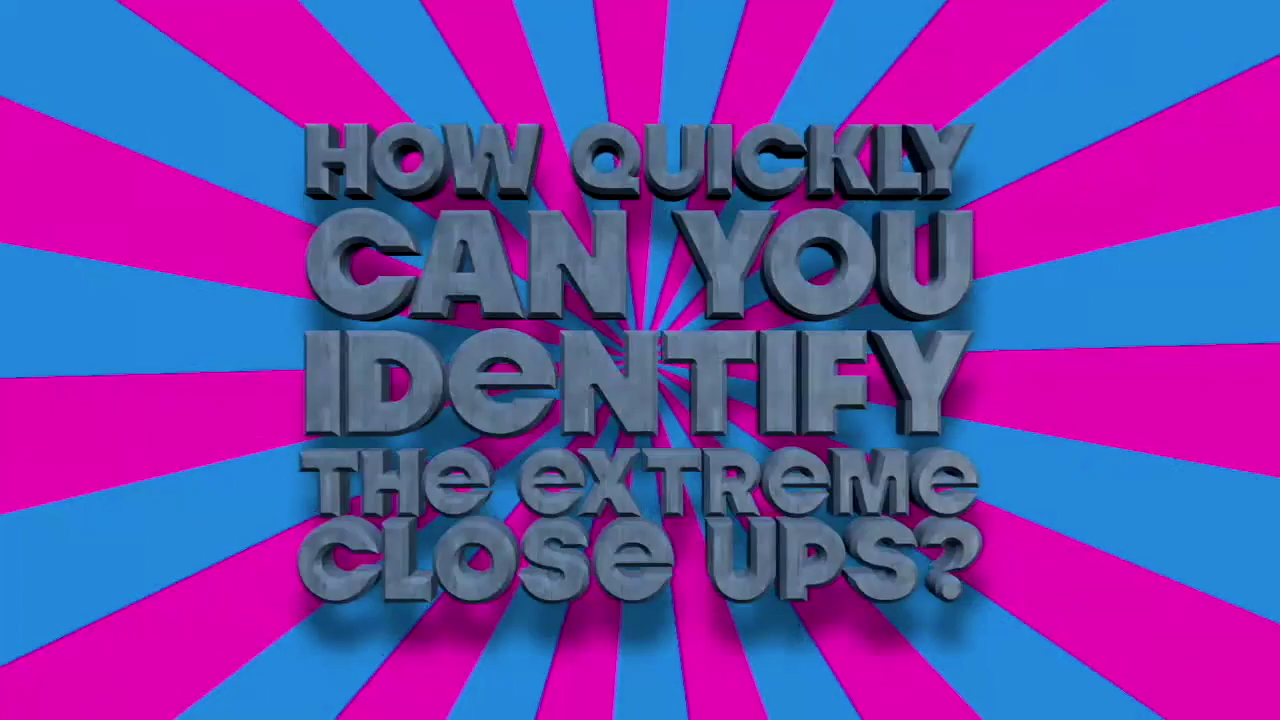 HOW QUICKLY
CAN YOU
IDeNTIFY
THe eXTReMe
CLOSe UPS?